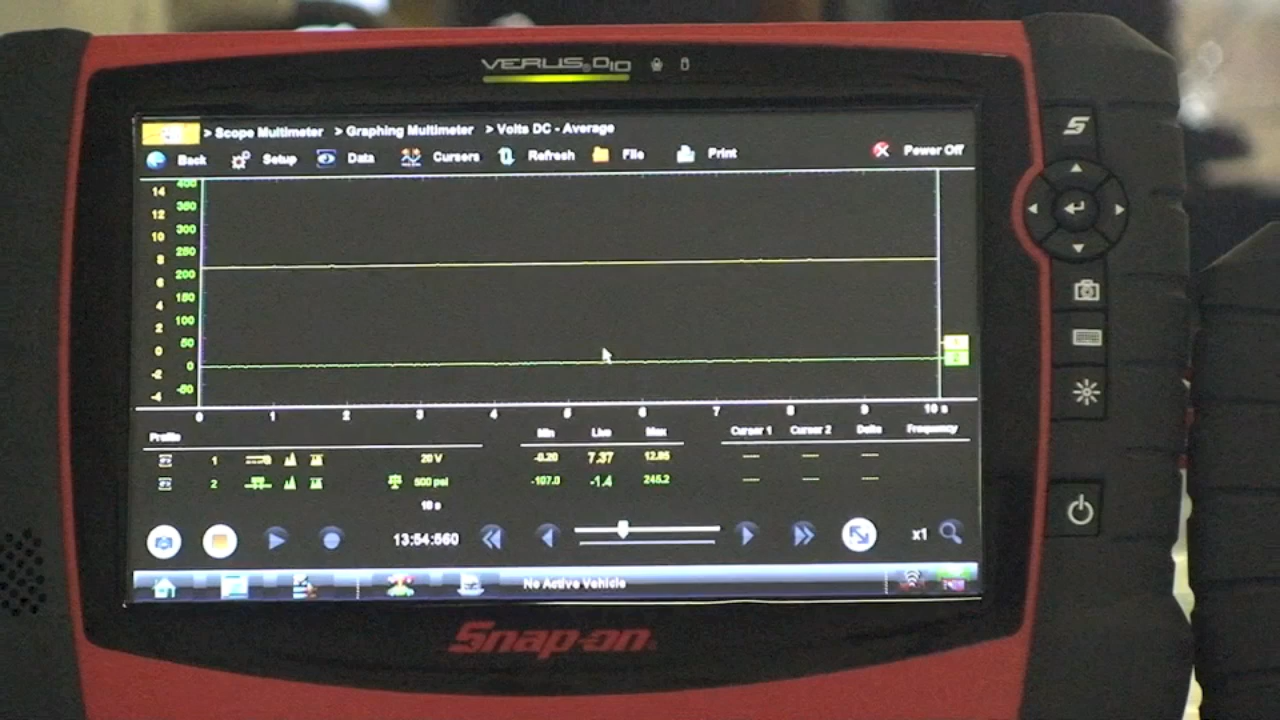 VERUS D10
> Scope Multimeter > Graphing Multimeter > Volts DC - Average
Back Setup Data Cursors Refresh File Print Power Off
14 400
12 350
10 300
8 250
6 200
4 150
2 100
0 50
-2 0
-4 -50
1
2
0 1 2 3 4 5 6 7 8 9 10 s
Profile Min Live Max Cursor 1 Cursor 2 Delta Frequency
1 20 V -0.20 7.37 12.86 ---- ---- ----
2 500 psi -107.0 -1.4 245.2 ---- ---- ----
10 s
13:54:560 x1
No Active Vehicle
Snap-on
S